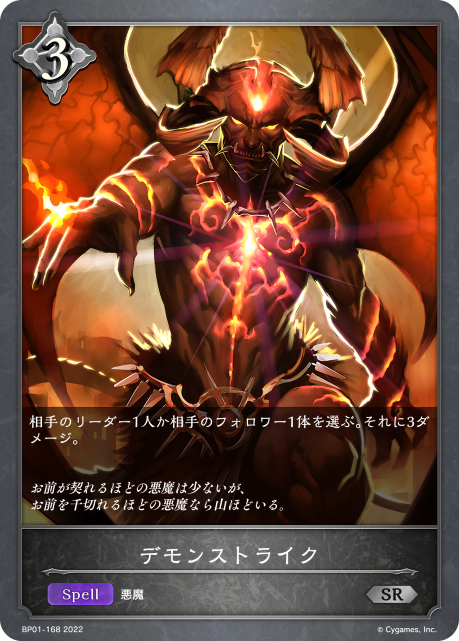 3
相手のリーダー1人か相手のフォロワー1体を選ぶ。それに3ダ
メージ。
お前が契れるほどの悪魔は少ないが、
お前を千切れるほどの悪魔なら山ほどいる。
デモンストライク
Spell 悪魔 SR
BP01-168 2022 © Cygames, Inc.